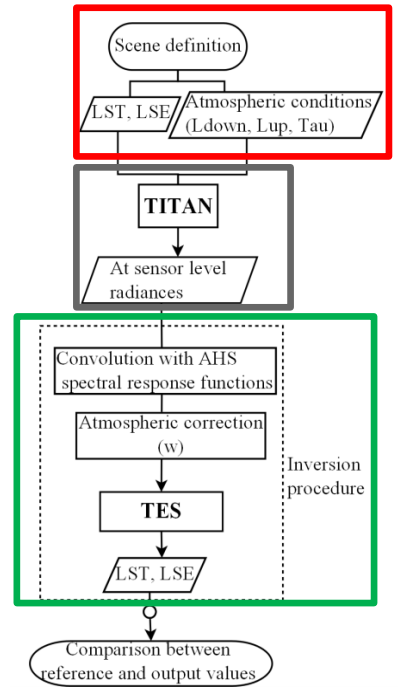 Scene definition
LST, LSE
Atmospheric conditions
(Ldown, Lup, Tau)
TITAN
At sensor level
radiances
Convolution with AHS
spectral response functions
Atmospheric correction
(w)
Inversion
procedure
TES
LST, LSE
Comparison between
reference and output values